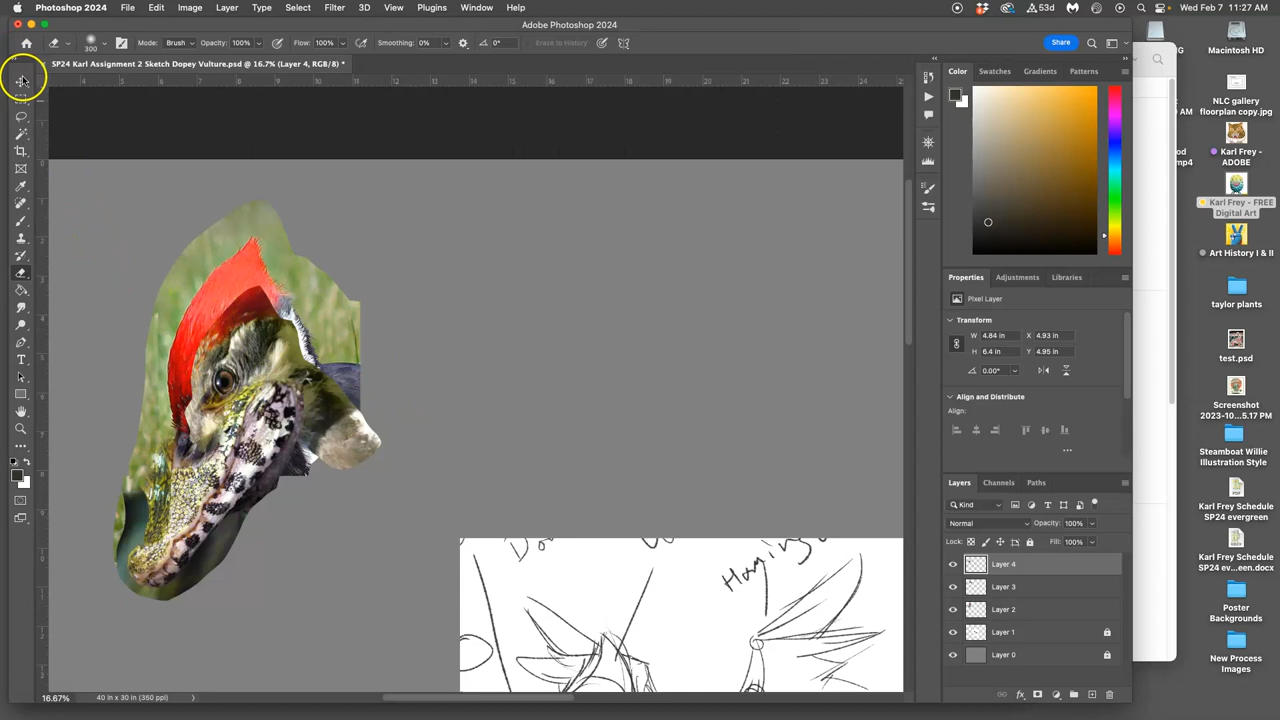 Photoshop 2024 File Edit Image Layer Type Select Filter 3D View Plugins Window Help 53d Wed Feb 7 11:27 AM
Adobe Photoshop 2024
300 Mode: Brush Opacity: 100% Flow: 100% Smoothing: 0% 0° Erase to History Share
SP24 Karl Assignment 2 Sketch Dopey Vulture.psd @ 16.7% (Layer 4, RGB/8) *
Color Swatches Gradients Patterns
Properties Adjustments Libraries
Pixel Layer
Transform
W 4.84 in X 4.93 in
H 6.4 in Y 4.95 in
0.00°
Align and Distribute
Align:
Layers Channels Paths
Kind
Normal Opacity: 100%
Lock: Fill: 100%
Layer 4
Layer 3
Layer 2
Layer 1
Layer 0
16.67% 40 in x 30 in (350 ppi)
Macintosh HD
NLC gallery
floorplan copy.jpg
Karl Frey -
ADOBE
Karl Frey - FREE
Digital Art
Art History I & II
taylor plants
test.psd
Screenshot
2023-10...5.17 PM
Steamboat Willie
Illustration Style
Karl Frey Schedule
SP24 evergreen
Karl Frey Schedule
SP24 ev...een.docx
Poster
Backgrounds
New Process
Images